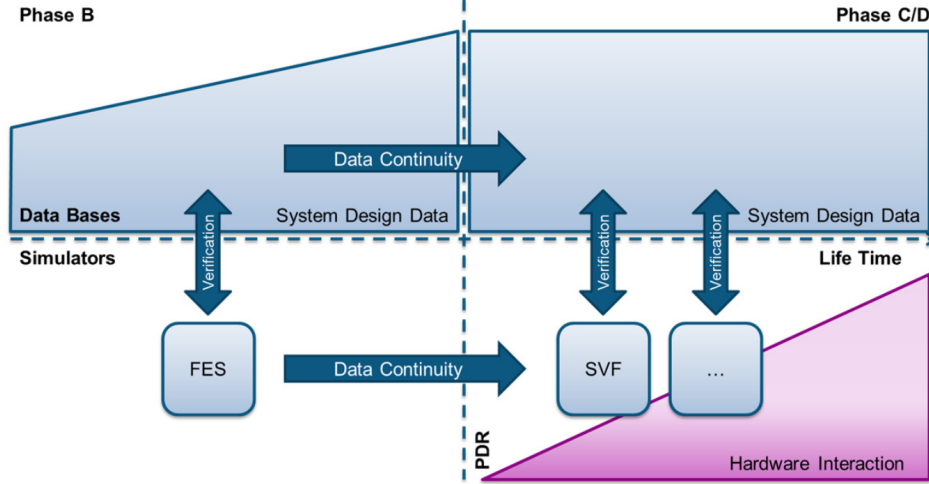 Phase B
Phase C/D
Data Continuity
Data Bases
System Design Data
System Design Data
Verification
Verification
Verification
Simulators
Life Time
FES
Data Continuity
SVF
...
PDR
Hardware Interaction